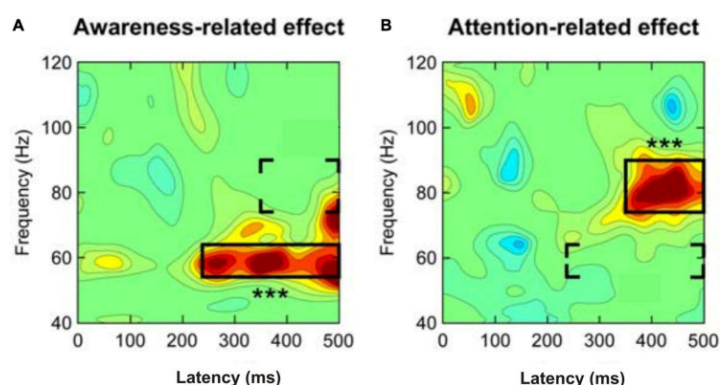 A Awareness-related effect
120
100
80
60
40
Frequency (Hz)
***
0 100 200 300 400 500
Latency (ms)
B Attention-related effect
120
100
80
60
40
Frequency (Hz)
***
0 100 200 300 400 500
Latency (ms)